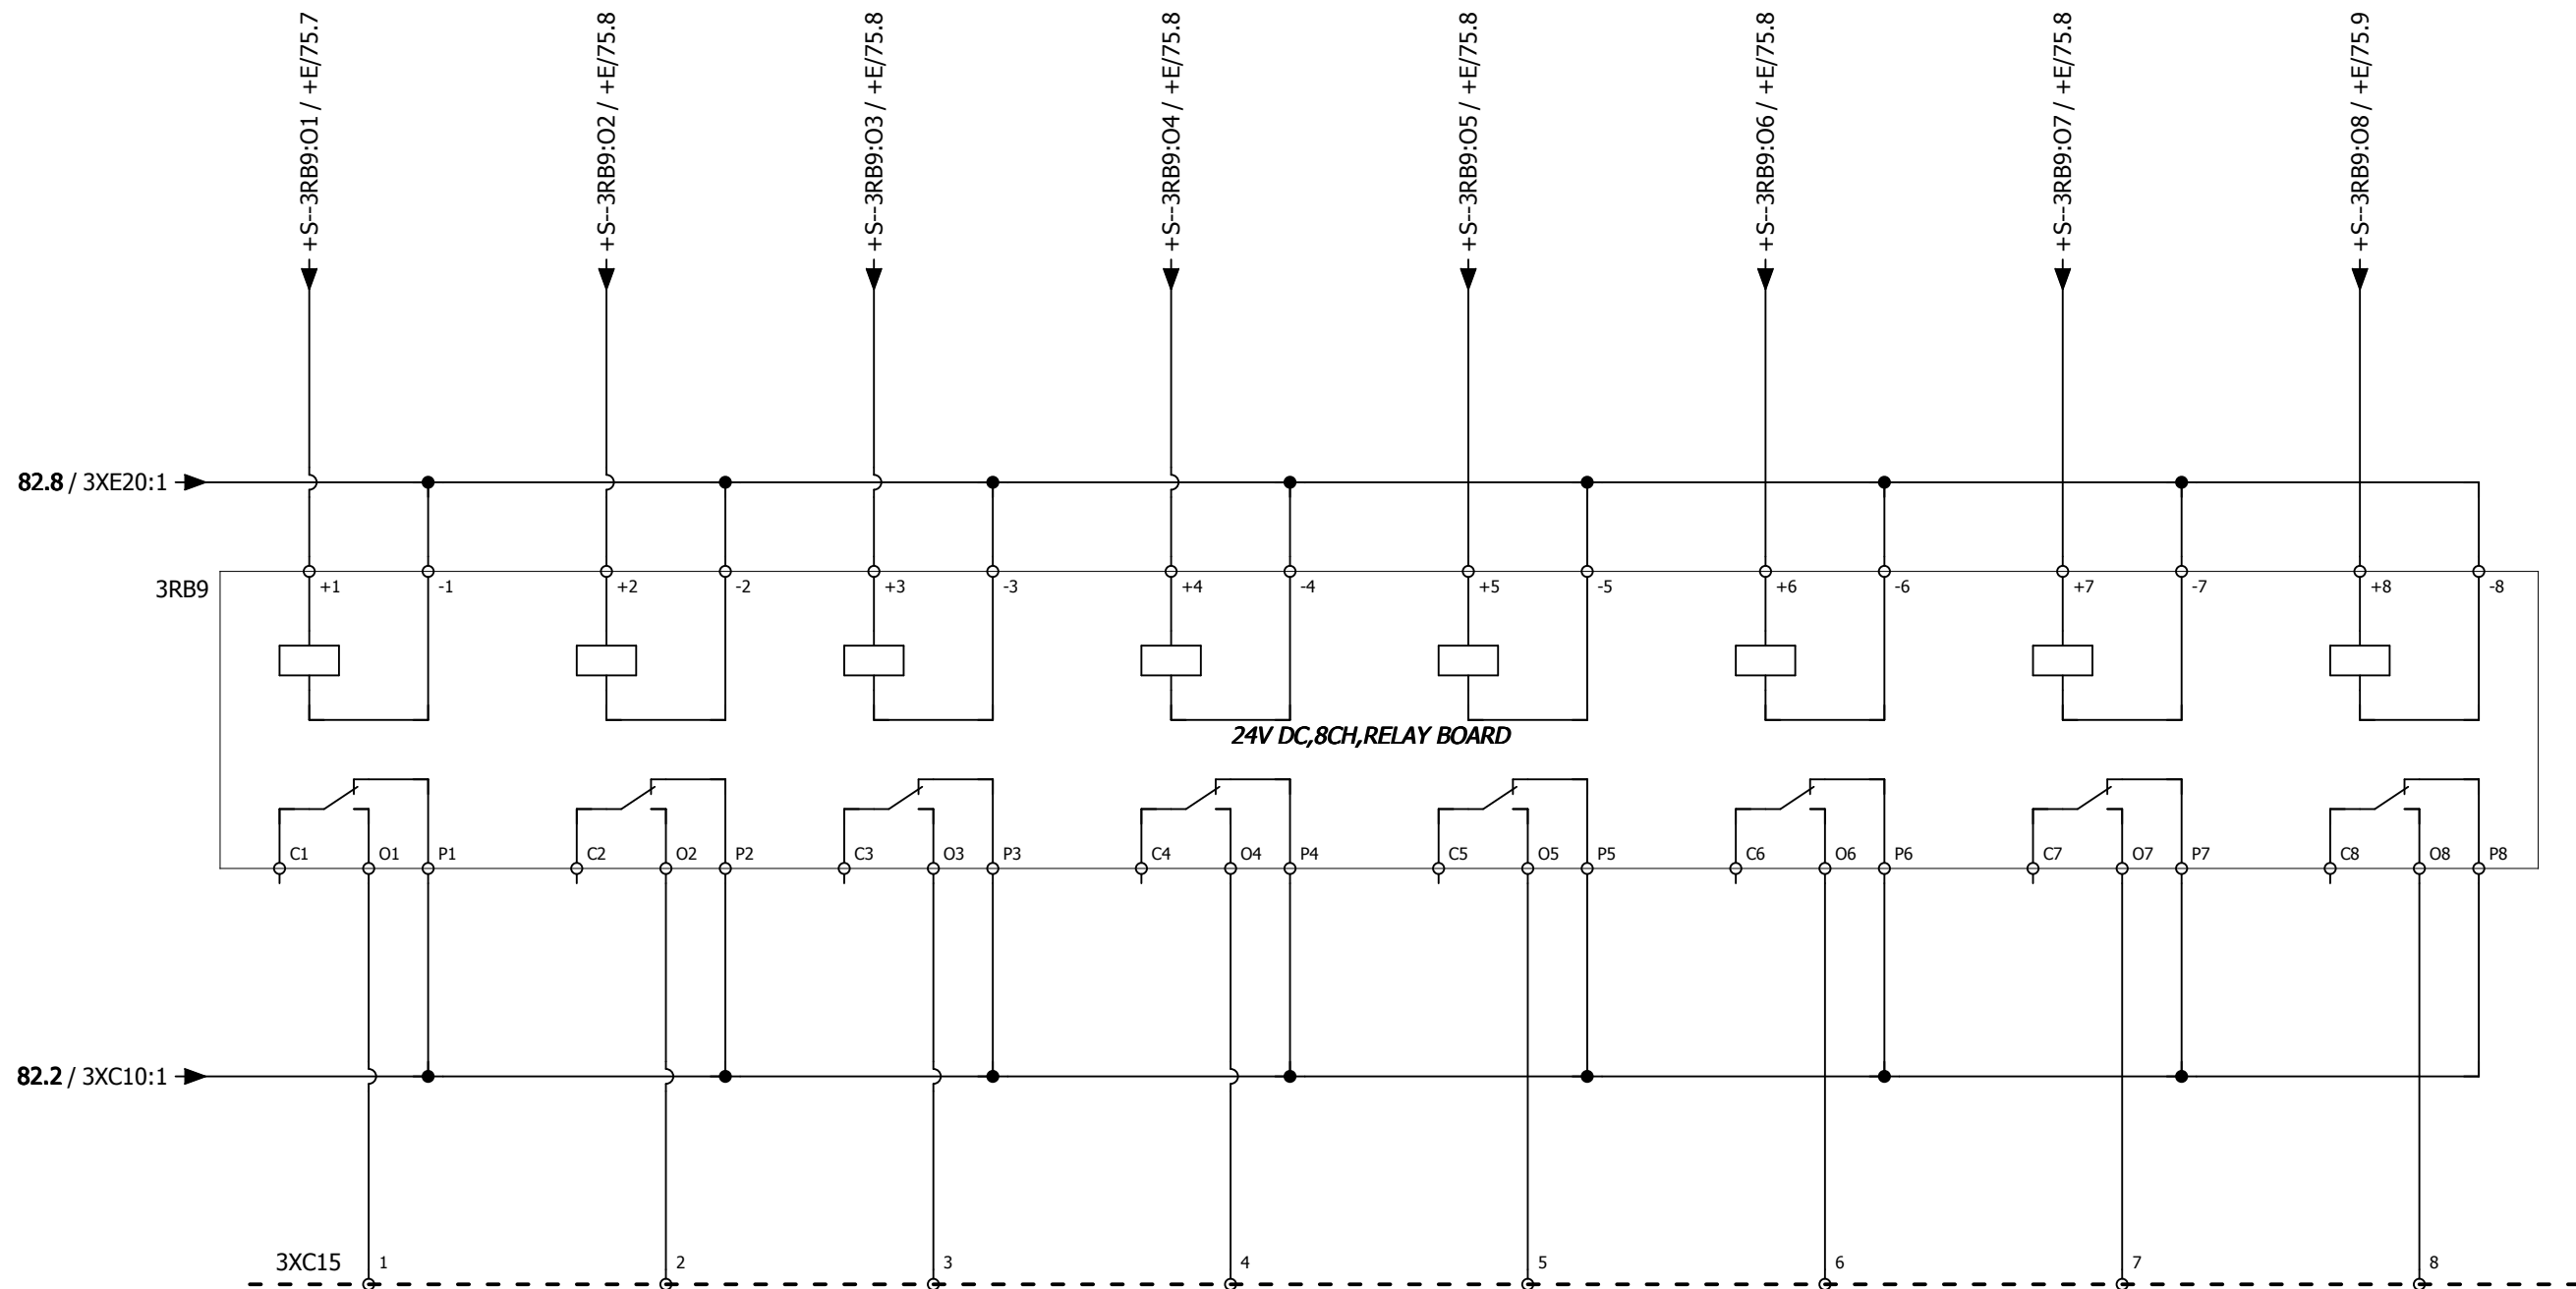 +S--3RB9:O1 / +E/75.7
+S--3RB9:O2 / +E/75.8
+S--3RB9:O3 / +E/75.8
+S--3RB9:O4 / +E/75.8
+S--3RB9:O5 / +E/75.8
+S--3RB9:O6 / +E/75.8
+S--3RB9:O7 / +E/75.8
+S--3RB9:O8 / +E/75.9
82.8 / 3XE20:1
3RB9
+1 -1 +2 -2 +3 -3 +4 -4 +5 -5 +6 -6 +7 -7 +8 -8
24V DC,8CH,RELAY BOARD
C1 O1 P1 C2 O2 P2 C3 O3 P3 C4 O4 P4 C5 O5 P5 C6 O6 P6 C7 O7 P7 C8 O8 P8
82.2 / 3XC10:1
3XC15 1 2 3 4 5 6 7 8